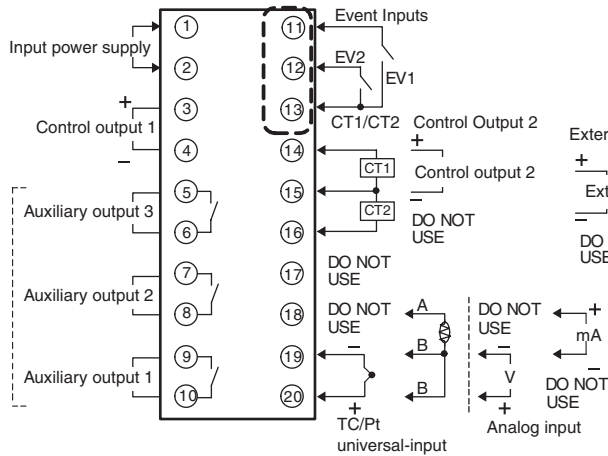 Input power supply
+
Control output 1
–
Auxiliary output 3
Auxiliary output 2
Auxiliary output 1
1
2
3
4
5
6
7
8
9
10
11
12
13
14
15
16
17
18
19
20
Event Inputs
EV2
EV1
CT1/CT2
CT1
CT2
Control Output 2
+
Control output 2
–
DO NOT
USE
DO NOT
USE
DO NOT
USE
–
+
TC/Pt
universal-input
A
B
B
DO NOT
USE
–
V
+
+
mA
–
DO NOT
USE
Analog input
+
–
DO
USE